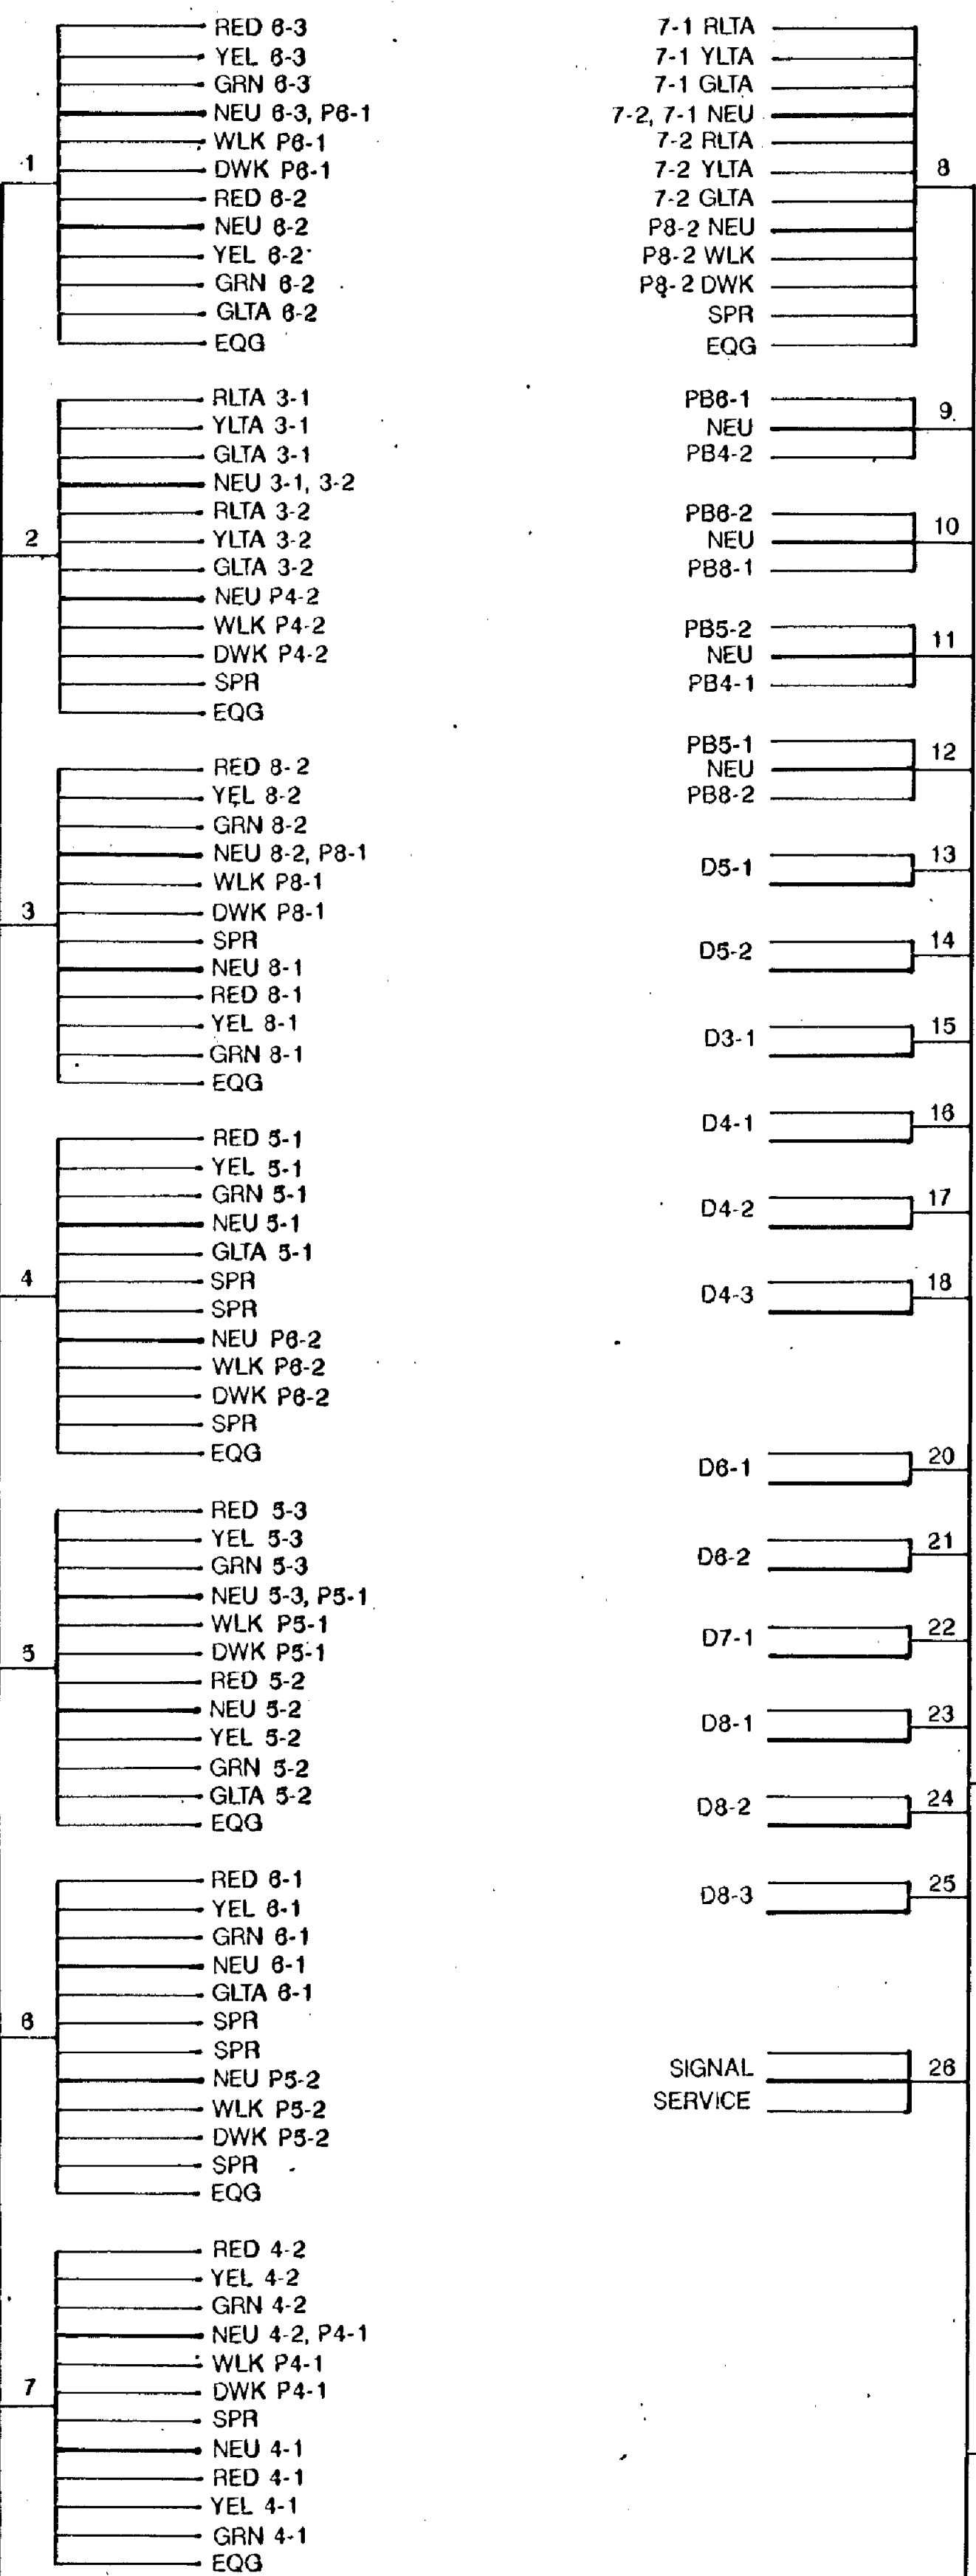 1
RED 6-3
YEL 6-3
GRN 6-3
NEU 6-3, P6-1
WLK P6-1
DWK P6-1
RED 6-2
NEU 6-2
YEL 6-2
GRN 6-2
GLTA 6-2
EQG
2
RLTA 3-1
YLTA 3-1
GLTA 3-1
NEU 3-1, 3-2
RLTA 3-2
YLTA 3-2
GLTA 3-2
NEU P4-2
WLK P4-2
DWK P4-2
SPR
EQG
3
RED 8-2
YEL 8-2
GRN 8-2
NEU 8-2, P8-1
WLK P8-1
DWK P8-1
SPR
NEU 8-1
RED 8-1
YEL 8-1
GRN 8-1
EQG
4
RED 5-1
YEL 5-1
GRN 5-1
NEU 5-1
GLTA 5-1
SPR
SPR
NEU P6-2
WLK P6-2
DWK P6-2
SPR
EQG
5
RED 5-3
YEL 5-3
GRN 5-3
NEU 5-3, P5-1
WLK P5-1
DWK P5-1
RED 5-2
NEU 5-2
YEL 5-2
GRN 5-2
GLTA 5-2
EQG
6
RED 6-1
YEL 6-1
GRN 6-1
NEU 6-1
GLTA 6-1
SPR
SPR
NEU P5-2
WLK P5-2
DWK P5-2
SPR
EQG
7
RED 4-2
YEL 4-2
GRN 4-2
NEU 4-2, P4-1
WLK P4-1
DWK P4-1
SPR
NEU 4-1
RED 4-1
YEL 4-1
GRN 4-1
EQG
7-1 RLTA
7-1 YLTA
7-1 GLTA
7-2, 7-1 NEU
7-2 RLTA
7-2 YLTA
7-2 GLTA
P8-2 NEU
P8-2 WLK
P8-2 DWK
SPR
EQG
8
PB6-1
NEU
PB4-2
9
PB6-2
NEU
PB8-1
10
PB5-2
NEU
PB4-1
11
PB5-1
NEU
PB8-2
12
D5-1
13
D5-2
14
D3-1
15
D4-1
16
D4-2
17
D4-3
18
D6-1
20
D6-2
21
D7-1
22
D8-1
23
D8-2
24
D8-3
25
SIGNAL
SERVICE
26